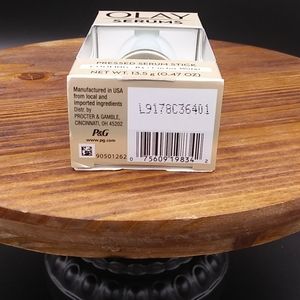 OLAY
SERUMS
PRESSED SERUM STICK
NET WT. 13.5 g (0.47 OZ)
Manufactured in USA
from local and
imported ingredients
Distr. by
PROCTER & GAMBLE,
CINCINNATI, OH 45202
P&G
www.pg.com
90501262
L9178C36401
0 75609 19834 2